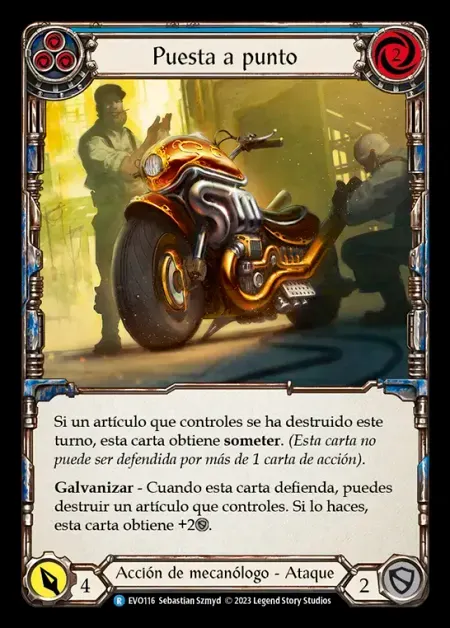 Puesta a punto
2
Si un artículo que controles se ha destruido este
turno, esta carta obtiene someter. (Esta carta no
puede ser defendida por más de 1 carta de acción).
Galvanizar - Cuando esta carta defienda, puedes
destruir un artículo que controles. Si lo haces,
esta carta obtiene +2.
4
Acción de mecanólogo - Ataque
2
R EVO116 Sebastian Szmyd © 2023 Legend Story Studios